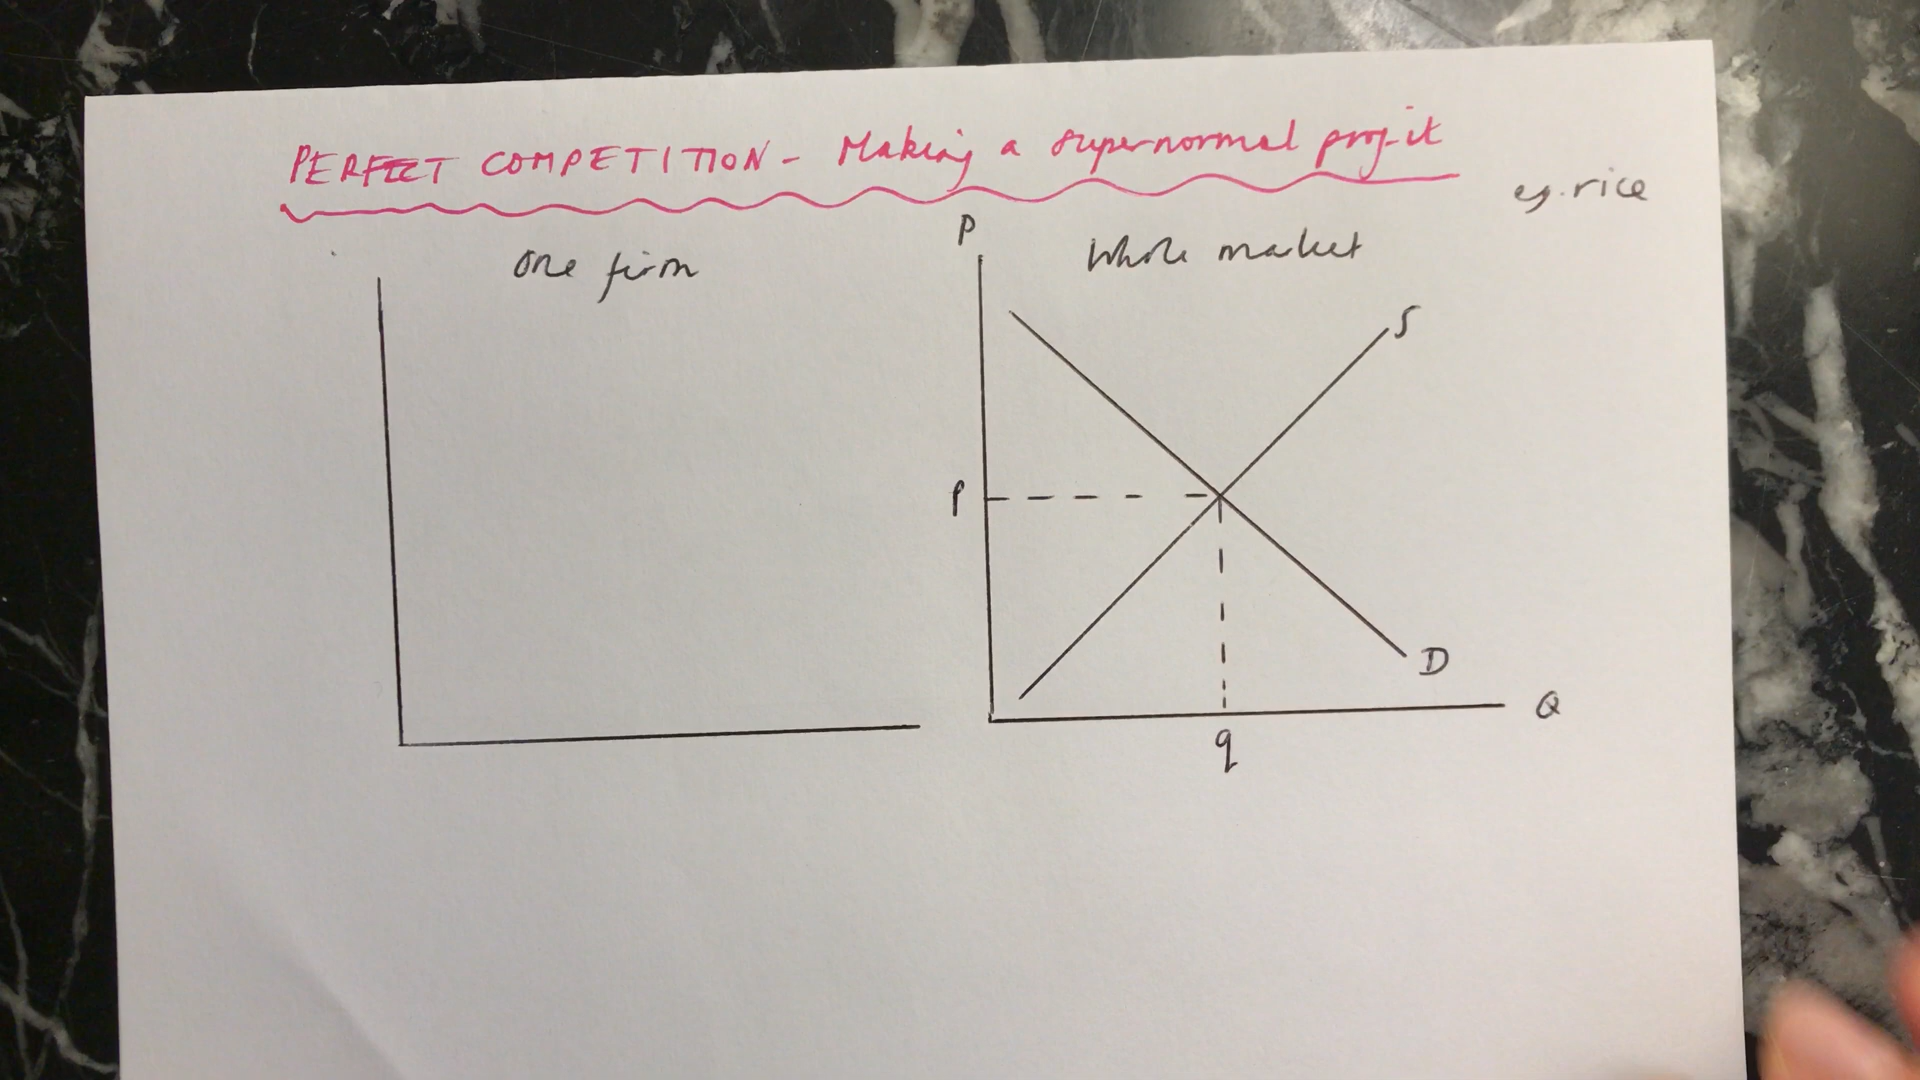 PERFECT COMPETITION - Making a supernormal profit
eg. rice
One firm
Whole market
P
S
P
D
Q
q